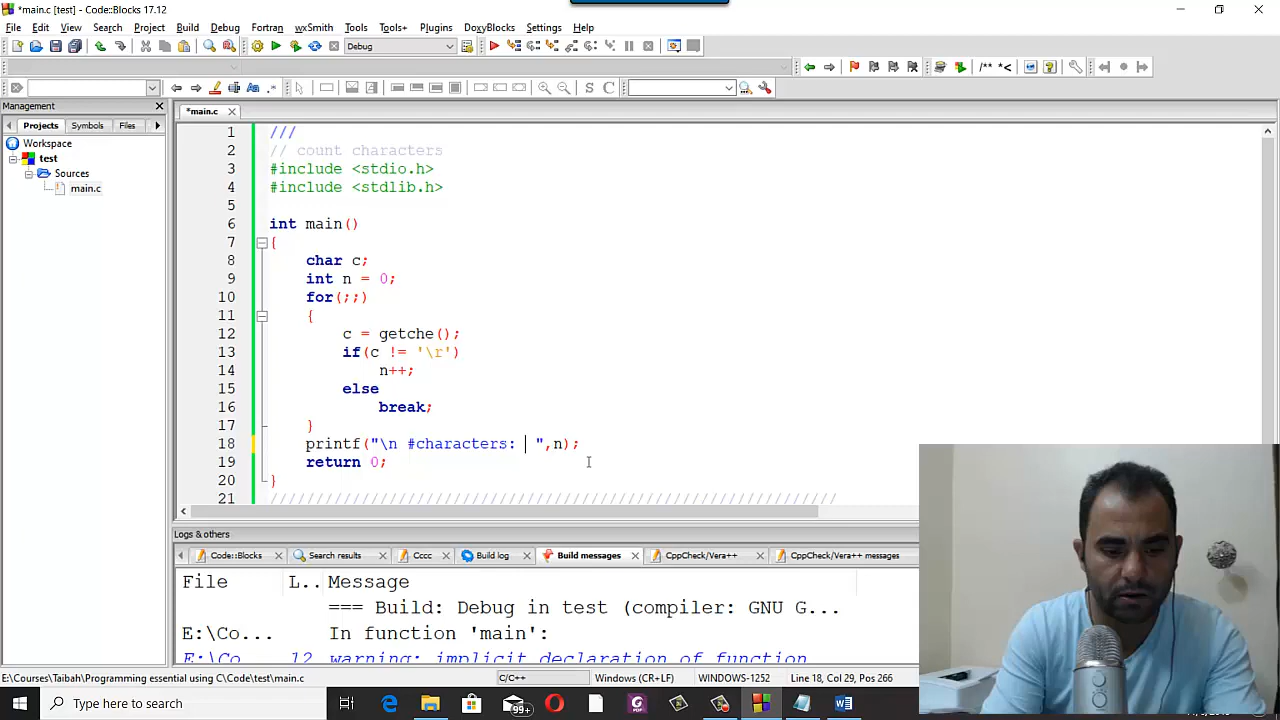 *main.c [test] - Code::Blocks 17.12
File Edit View Search Project Build Debug Fortran wxSmith Tools Tools+ Plugins DoxyBlocks Settings Help
Debug
/** *<
S C
Management
Projects Symbols Files
*main.c
Workspace
test
Sources
main.c
1 ///
2 // count characters
3 #include <stdio.h>
4 #include <stdlib.h>
5
6 int main()
7 {
8 char c;
9 int n = 0;
10 for(;;)
11 {
12 c = getche();
13 if(c != '\r')
14 n++;
15 else
16 break;
17 }
18 printf("\n #characters: ",n);
19 return 0;
20 }
21 ///////////////////////////////////////////////////////////////
Logs & others
Code::Blocks Search results Cccc Build log Build messages CppCheck/Vera++ CppCheck/Vera++ messages
File L.. Message
=== Build: Debug in test (compiler: GNU G...
E:\Co... In function 'main':
E:\Co... 12 warning: implicit declaration of function
E:\Courses\Taibah\Programming essential using C\Code\test\main.c C/C++ Windows (CR+LF) WINDOWS-1252 Line 18, Col 29, Pos 266
Type here to search
99+